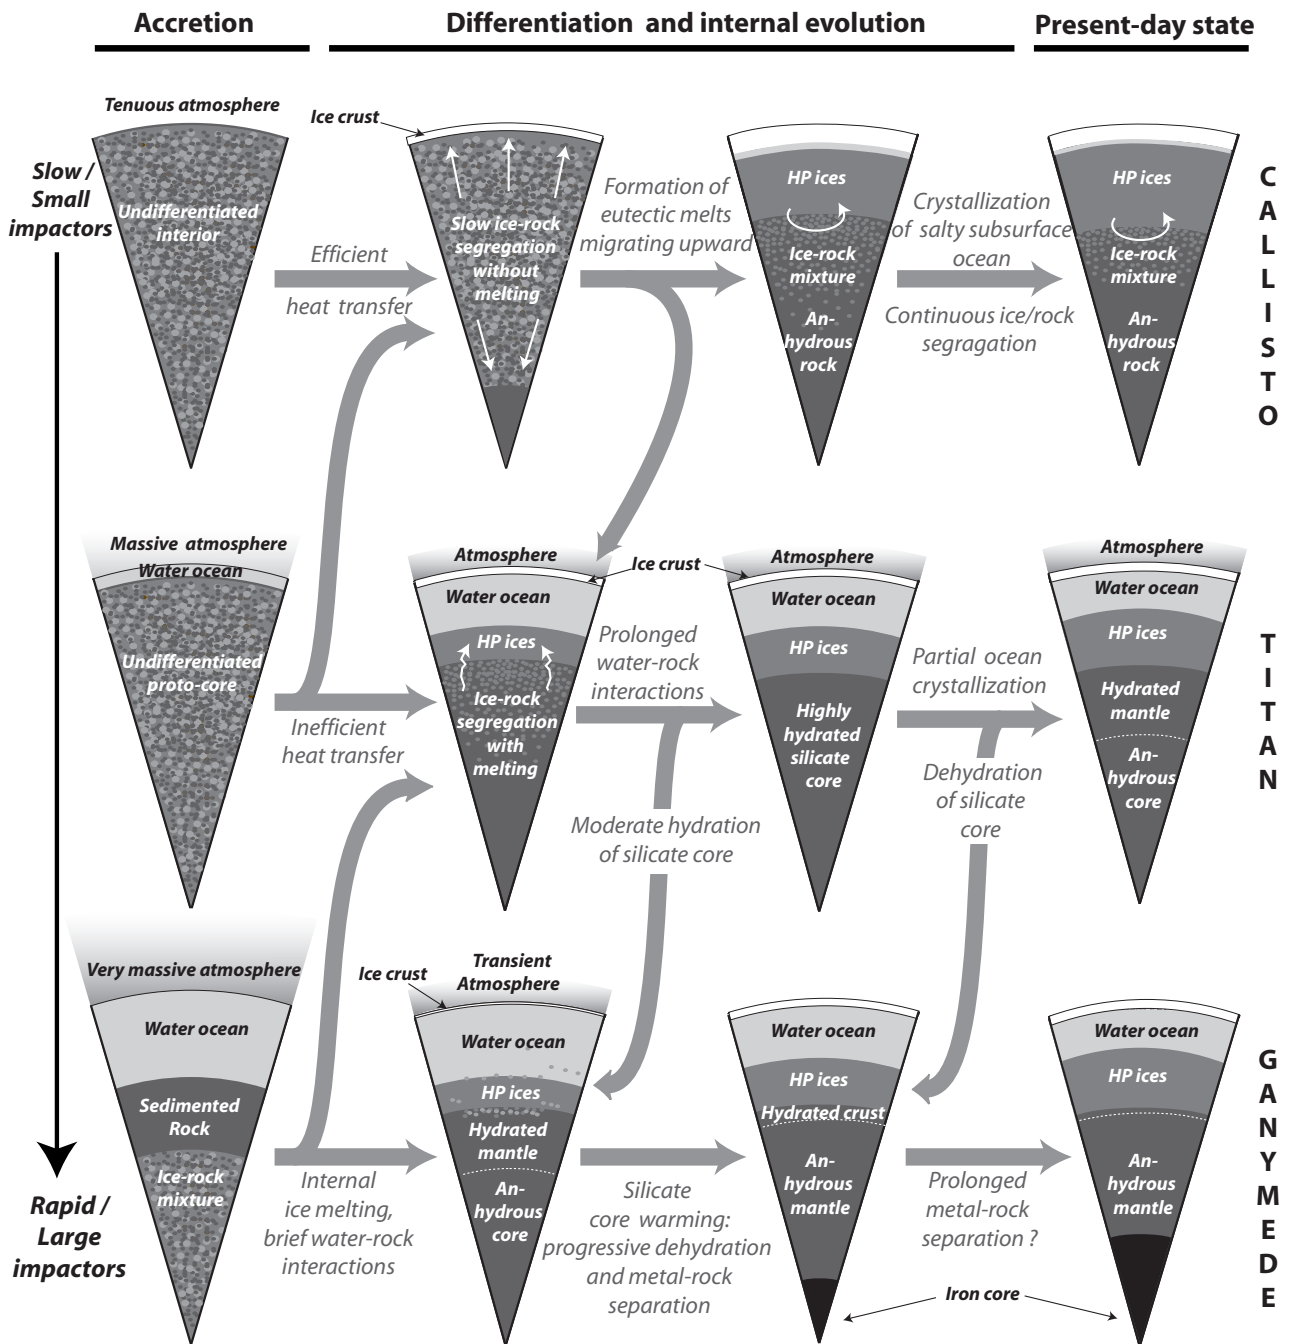 Accretion
Differentiation and internal evolution
Present-day state
Tenuous atmosphere
Ice crust
Slow /
Small
impactors
Undifferentiated
interior
Efficient
heat transfer
Slow ice-rock
segregation
without
melting
Formation of
eutectic melts
migrating upward
HP ices
Ice-rock
mixture
An-
hydrous
rock
Crystallization
of salty subsurface
ocean
Continuous ice/rock
segragation
HP ices
Ice-rock
mixture
An-
hydrous
rock
C
A
L
L
I
S
T
O
Massive atmosphere
Water ocean
Undifferentiated
proto-core
Inefficient
heat transfer
Atmosphere
Ice crust
Water ocean
HP ices
Ice-rock
segregation
with
melting
Prolonged
water-rock
interactions
Moderate hydration
of silicate core
Atmosphere
Water ocean
HP ices
Highly
hydrated
silicate
core
Partial ocean
crystallization
Dehydration
of silicate
core
Atmosphere
Water ocean
HP ices
Hydrated
mantle
An-
hydrous
core
T
I
T
A
N
Very massive atmosphere
Water ocean
Sedimented
Rock
Ice-rock
mixture
Rapid /
Large
impactors
Internal
ice melting,
brief water-rock
interactions
Ice crust
Transient
Atmosphere
Water ocean
HP ices
Hydrated
mantle
An-
hydrous
core
Silicate
core warming:
progressive dehydration
and metal-rock
separation
Water ocean
HP ices
Hydrated crust
An-
hydrous
mantle
Prolonged
metal-rock
separation ?
Iron core
Water ocean
HP ices
An-
hydrous
mantle
G
A
N
Y
M
E
D
E